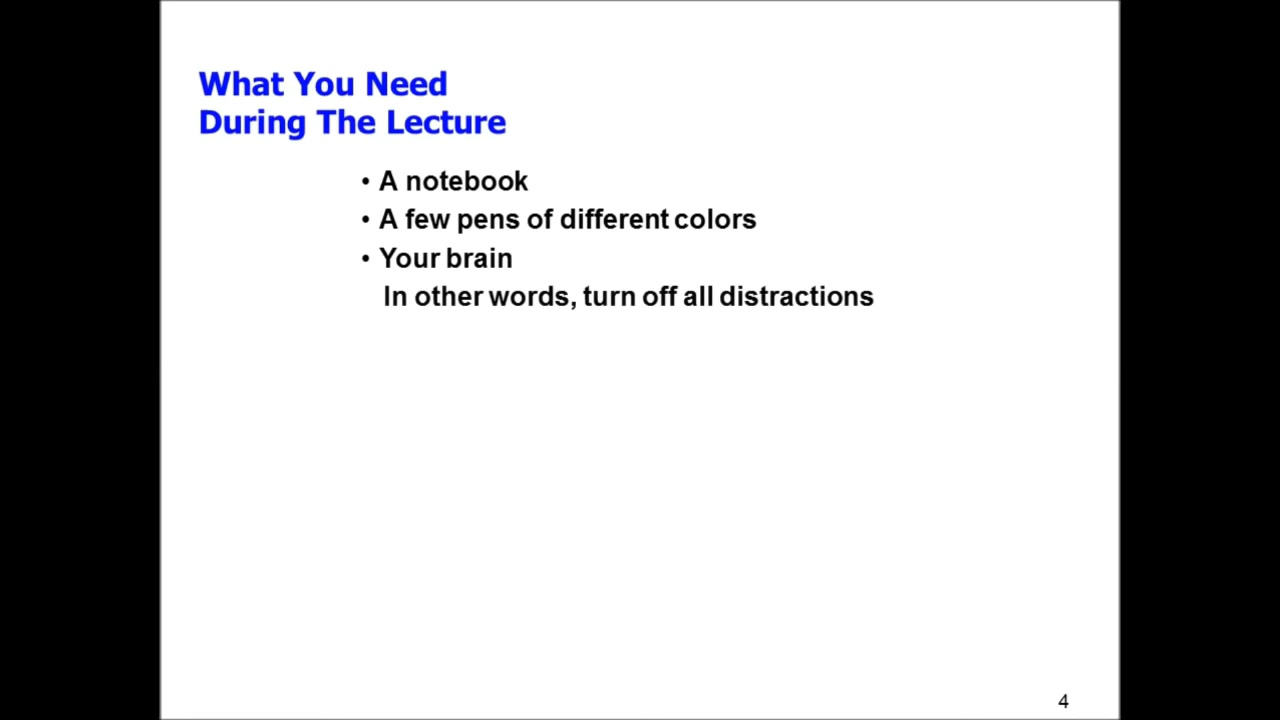 What You Need
During The Lecture
• A notebook
• A few pens of different colors
• Your brain
In other words, turn off all distractions
4